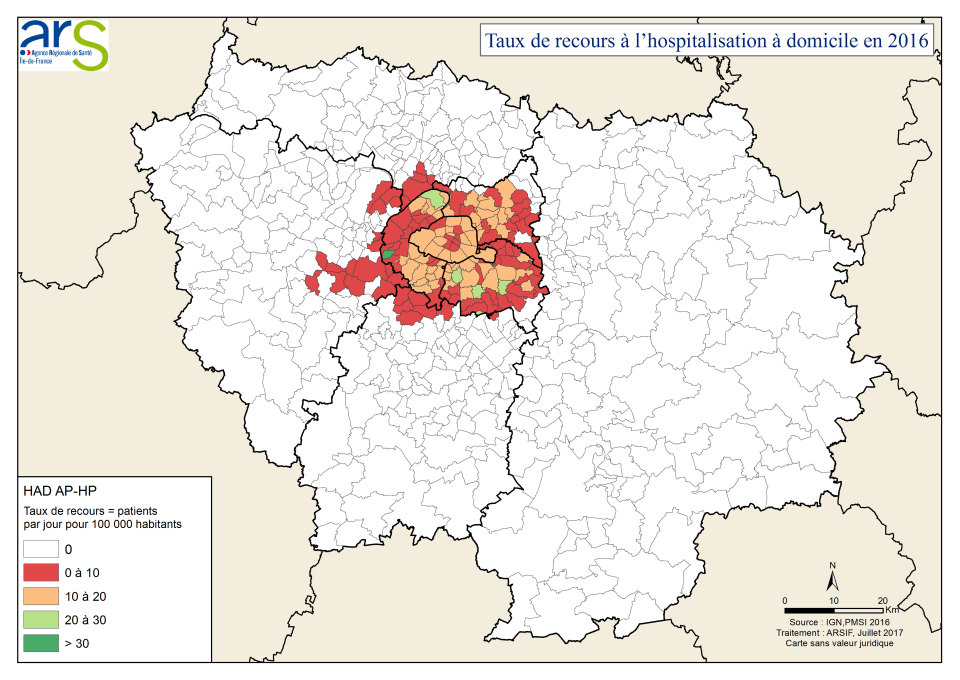 ars
Agence Régionale de Santé
Île-de-France
Taux de recours à l'hospitalisation à domicile en 2016
HAD AP-HP
Taux de recours = patients
par jour pour 100 000 habitants
0
0 à 10
10 à 20
20 à 30
> 30
N
0 10 20
Km
Source : IGN,PMSI 2016
Traitement : ARSIF, Juillet 2017
Carte sans valeur juridique